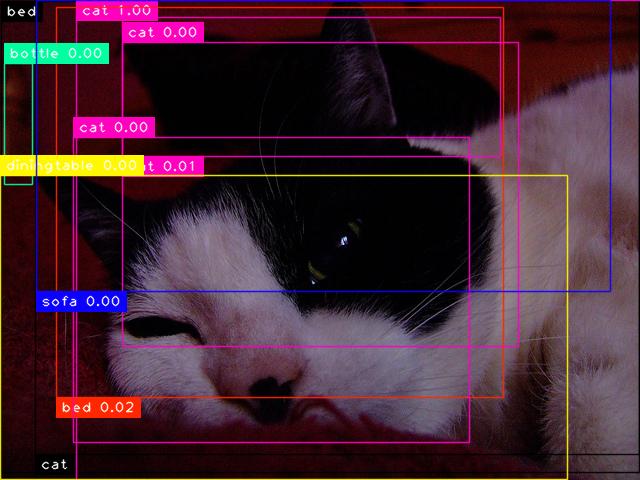 bed
cat 1.00
cat 0.00
bottle 0.00
cat 0.00
diningtable 0.00
cat 0.01
sofa 0.00
bed 0.02
cat